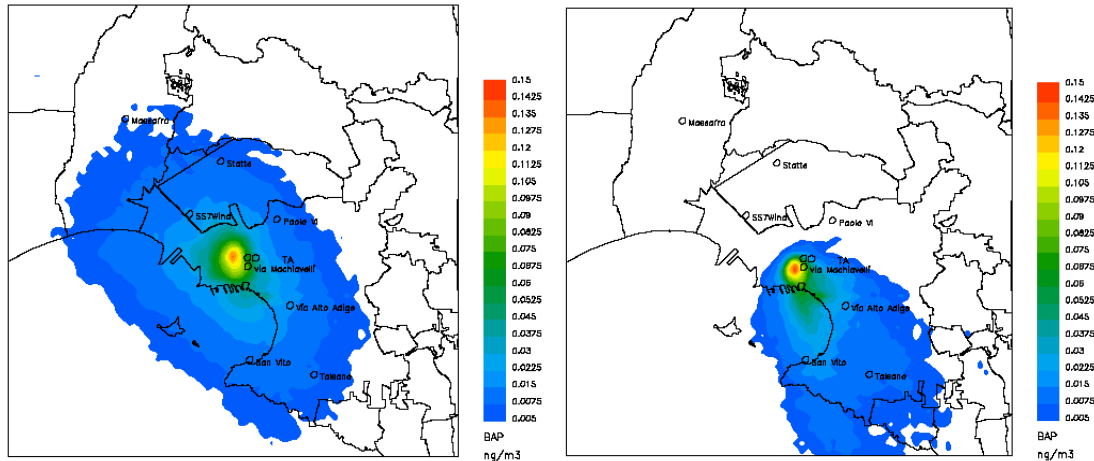 Massafra
Statte
SS7Wind
Paolo VI
TA
Via Machiavelli
Via Alto Adige
San Vito
Talsano
0.15
0.1425
0.135
0.1275
0.12
0.1125
0.105
0.0975
0.09
0.0825
0.075
0.0675
0.06
0.0525
0.045
0.0375
0.03
0.0225
0.015
0.0075
0.005
BAP
ng/m3
Massafra
Statte
SS7Wind
Paolo VI
TA
Via Machiavelli
Via Alto Adige
San Vito
Talsano
0.15
0.1425
0.135
0.1275
0.12
0.1125
0.105
0.0975
0.09
0.0825
0.075
0.0675
0.06
0.0525
0.045
0.0375
0.03
0.0225
0.015
0.0075
0.005
BAP
ng/m3